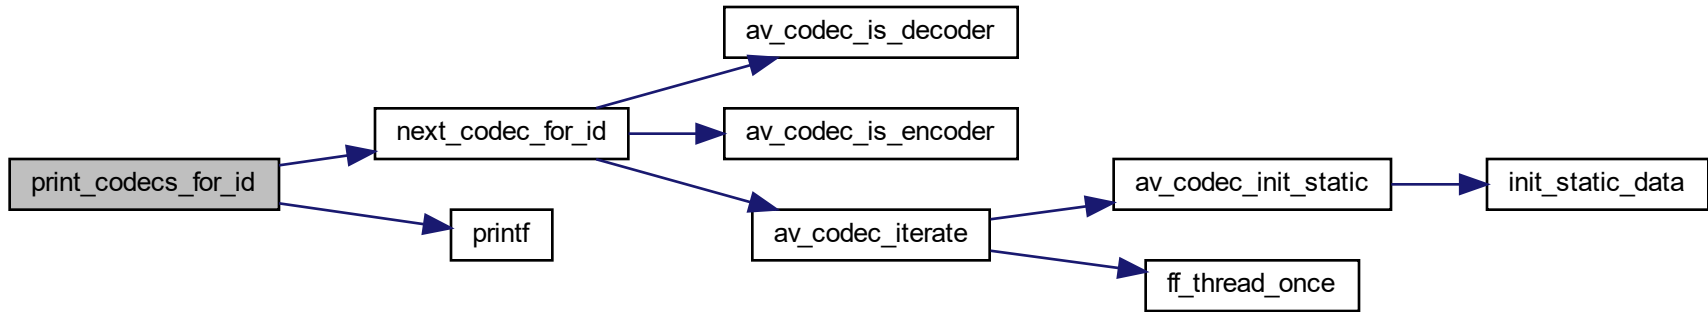 av_codec_is_decoder
next_codec_for_id
av_codec_is_encoder
print_codecs_for_id
av_codec_init_static
init_static_data
printf
av_codec_iterate
ff_thread_once